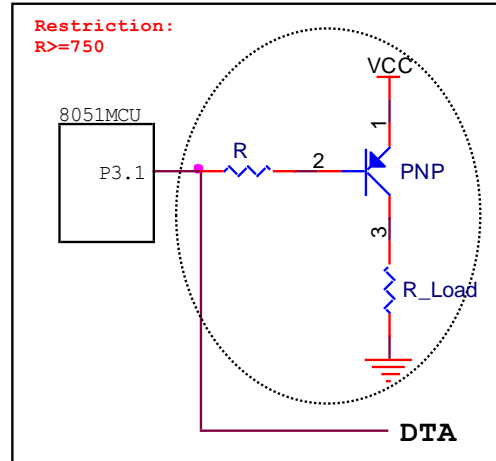 Restriction:
R>=750
VCC
8051MCU
1
R
2
PNP
P3.1
3
R_Load
DTA